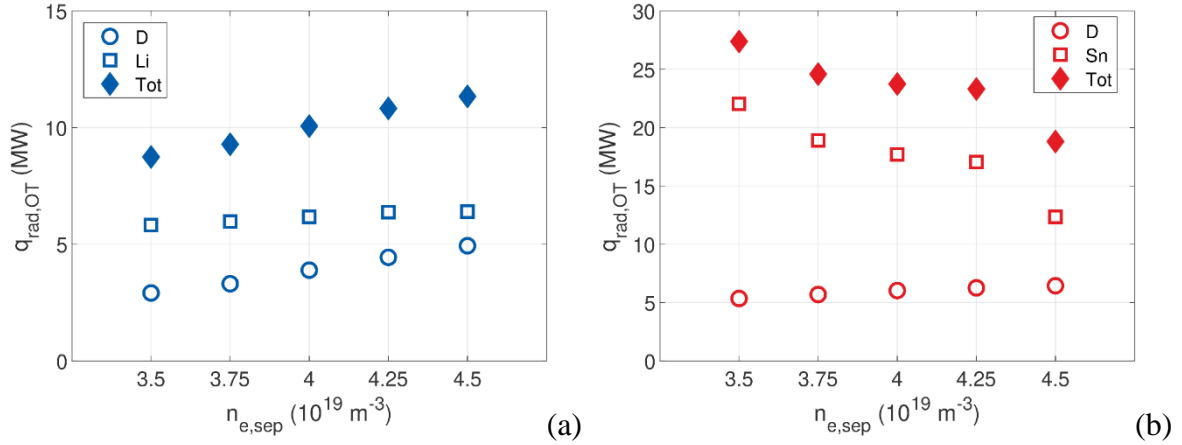 15
10
5
0
D
Li
Tot
3.5 3.75 4 4.25 4.5
q_rad,OT (MW)
n_e,sep (10^19 m^-3)
(a)
30
25
20
15
10
5
0
D
Sn
Tot
3.5 3.75 4 4.25 4.5
q_rad,OT (MW)
n_e,sep (10^19 m^-3)
(b)